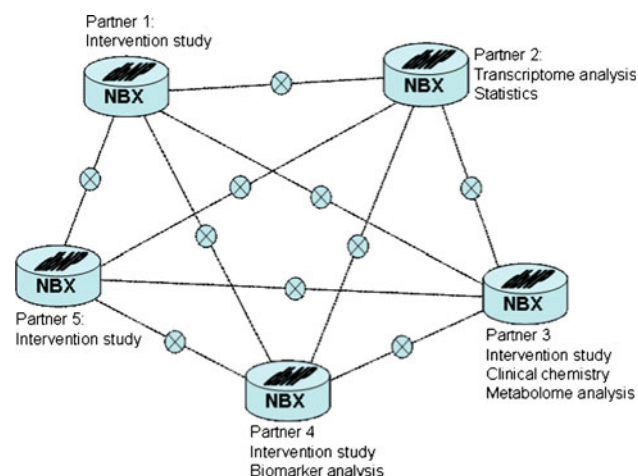 Partner 1:
Intervention study
NBX
Partner 2:
Transcriptome analysis
Statistics
NBX
NBX
Partner 5:
Intervention study
NBX
Partner 3
Intervention study
Clinical chemistry
Metabolome analysis
NBX
Partner 4
Intervention study
Biomarker analysis